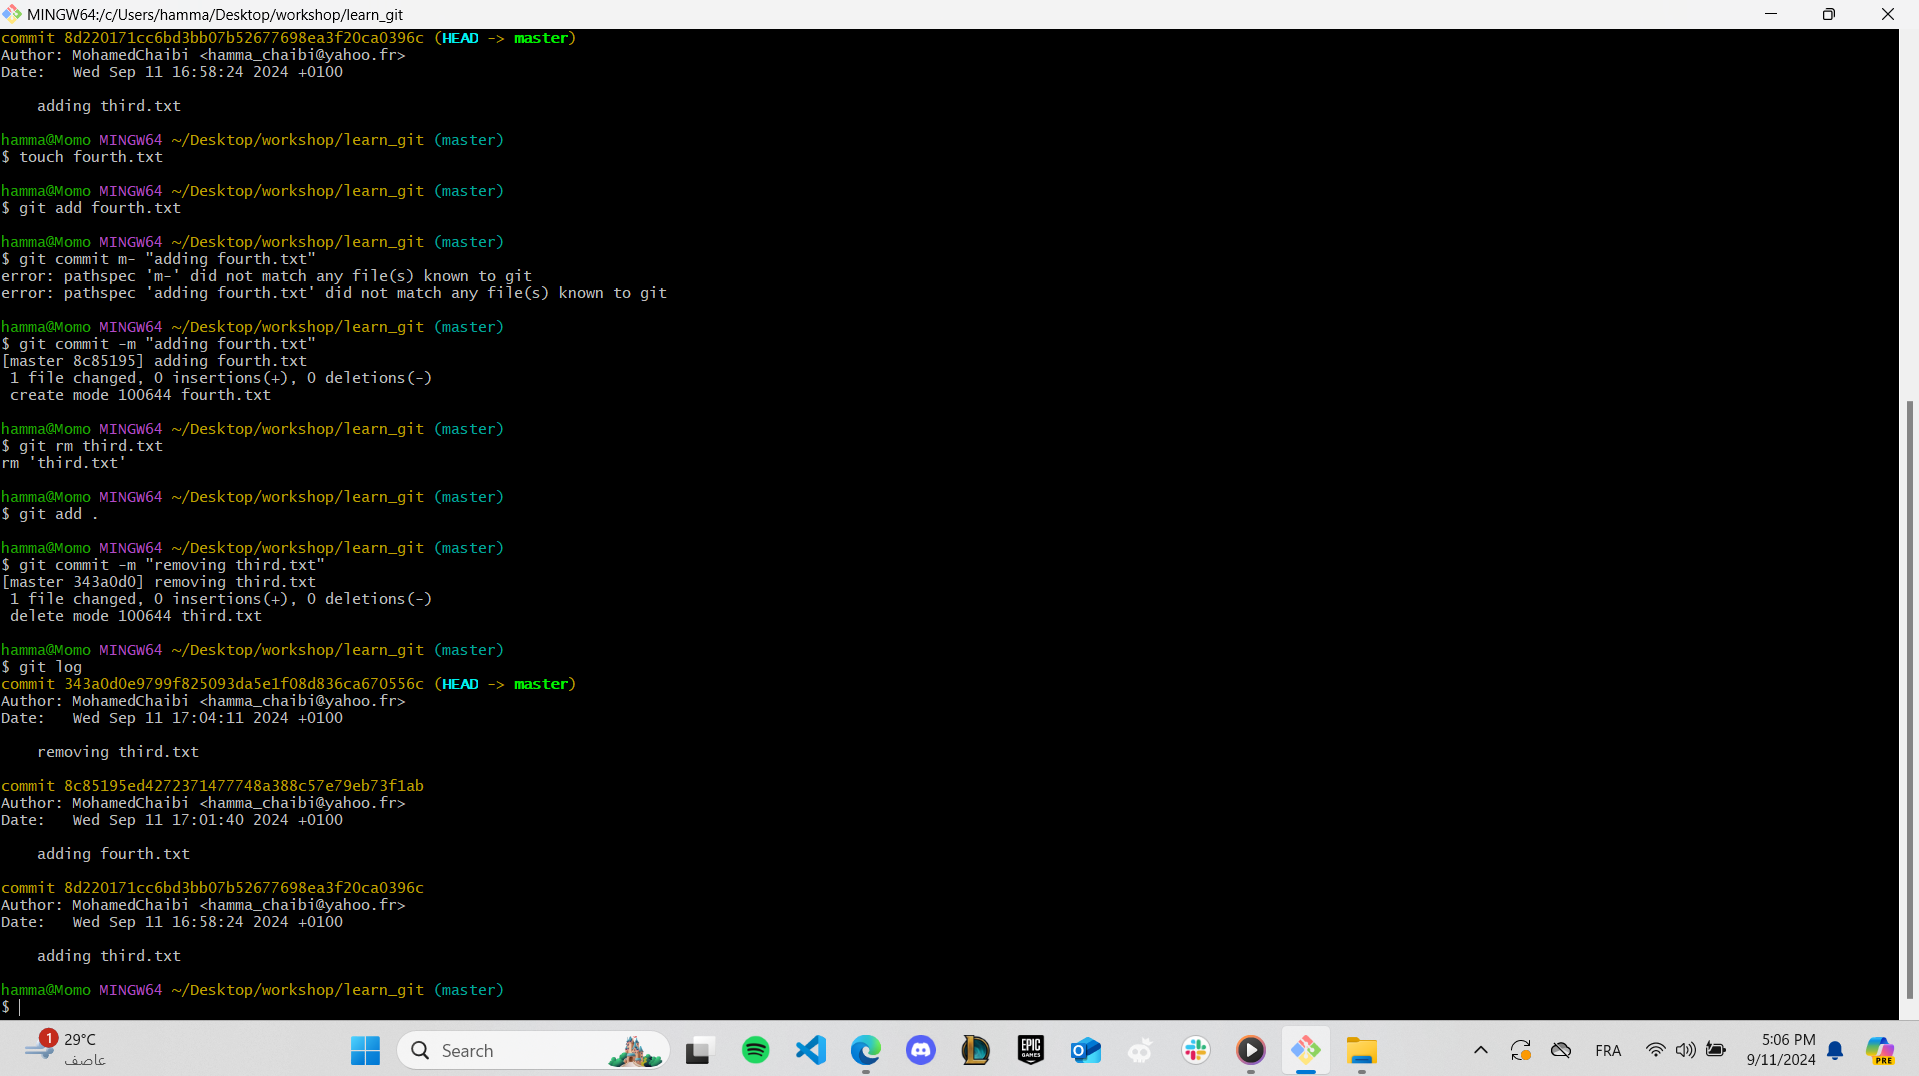 MINGW64:/c/Users/hamma/Desktop/workshop/learn_git
commit 8d220171cc6bd3bb07b52677698ea3f20ca0396c (HEAD -> master)
Author: MohamedChaibi <hamma_chaibi@yahoo.fr>
Date:   Wed Sep 11 16:58:24 2024 +0100
    adding third.txt
hamma@Momo MINGW64 ~/Desktop/workshop/learn_git (master)
$ touch fourth.txt
hamma@Momo MINGW64 ~/Desktop/workshop/learn_git (master)
$ git add fourth.txt
hamma@Momo MINGW64 ~/Desktop/workshop/learn_git (master)
$ git commit m- "adding fourth.txt"
error: pathspec 'm-' did not match any file(s) known to git
error: pathspec 'adding fourth.txt' did not match any file(s) known to git
hamma@Momo MINGW64 ~/Desktop/workshop/learn_git (master)
$ git commit -m "adding fourth.txt"
[master 8c85195] adding fourth.txt
 1 file changed, 0 insertions(+), 0 deletions(-)
 create mode 100644 fourth.txt
hamma@Momo MINGW64 ~/Desktop/workshop/learn_git (master)
$ git rm third.txt
rm 'third.txt'
hamma@Momo MINGW64 ~/Desktop/workshop/learn_git (master)
$ git add .
hamma@Momo MINGW64 ~/Desktop/workshop/learn_git (master)
$ git commit -m "removing third.txt"
[master 343a0d0] removing third.txt
 1 file changed, 0 insertions(+), 0 deletions(-)
 delete mode 100644 third.txt
hamma@Momo MINGW64 ~/Desktop/workshop/learn_git (master)
$ git log
commit 343a0d0e9799f825093da5e1f08d836ca670556c (HEAD -> master)
Author: MohamedChaibi <hamma_chaibi@yahoo.fr>
Date:   Wed Sep 11 17:04:11 2024 +0100
    removing third.txt
commit 8c85195ed4272371477748a388c57e79eb73f1ab
Author: MohamedChaibi <hamma_chaibi@yahoo.fr>
Date:   Wed Sep 11 17:01:40 2024 +0100
    adding fourth.txt
commit 8d220171cc6bd3bb07b52677698ea3f20ca0396c
Author: MohamedChaibi <hamma_chaibi@yahoo.fr>
Date:   Wed Sep 11 16:58:24 2024 +0100
    adding third.txt
hamma@Momo MINGW64 ~/Desktop/workshop/learn_git (master)
$
1 29°C
عاصف
Search
EPIC GAMES
FRA
5:06 PM
9/11/2024
PRE